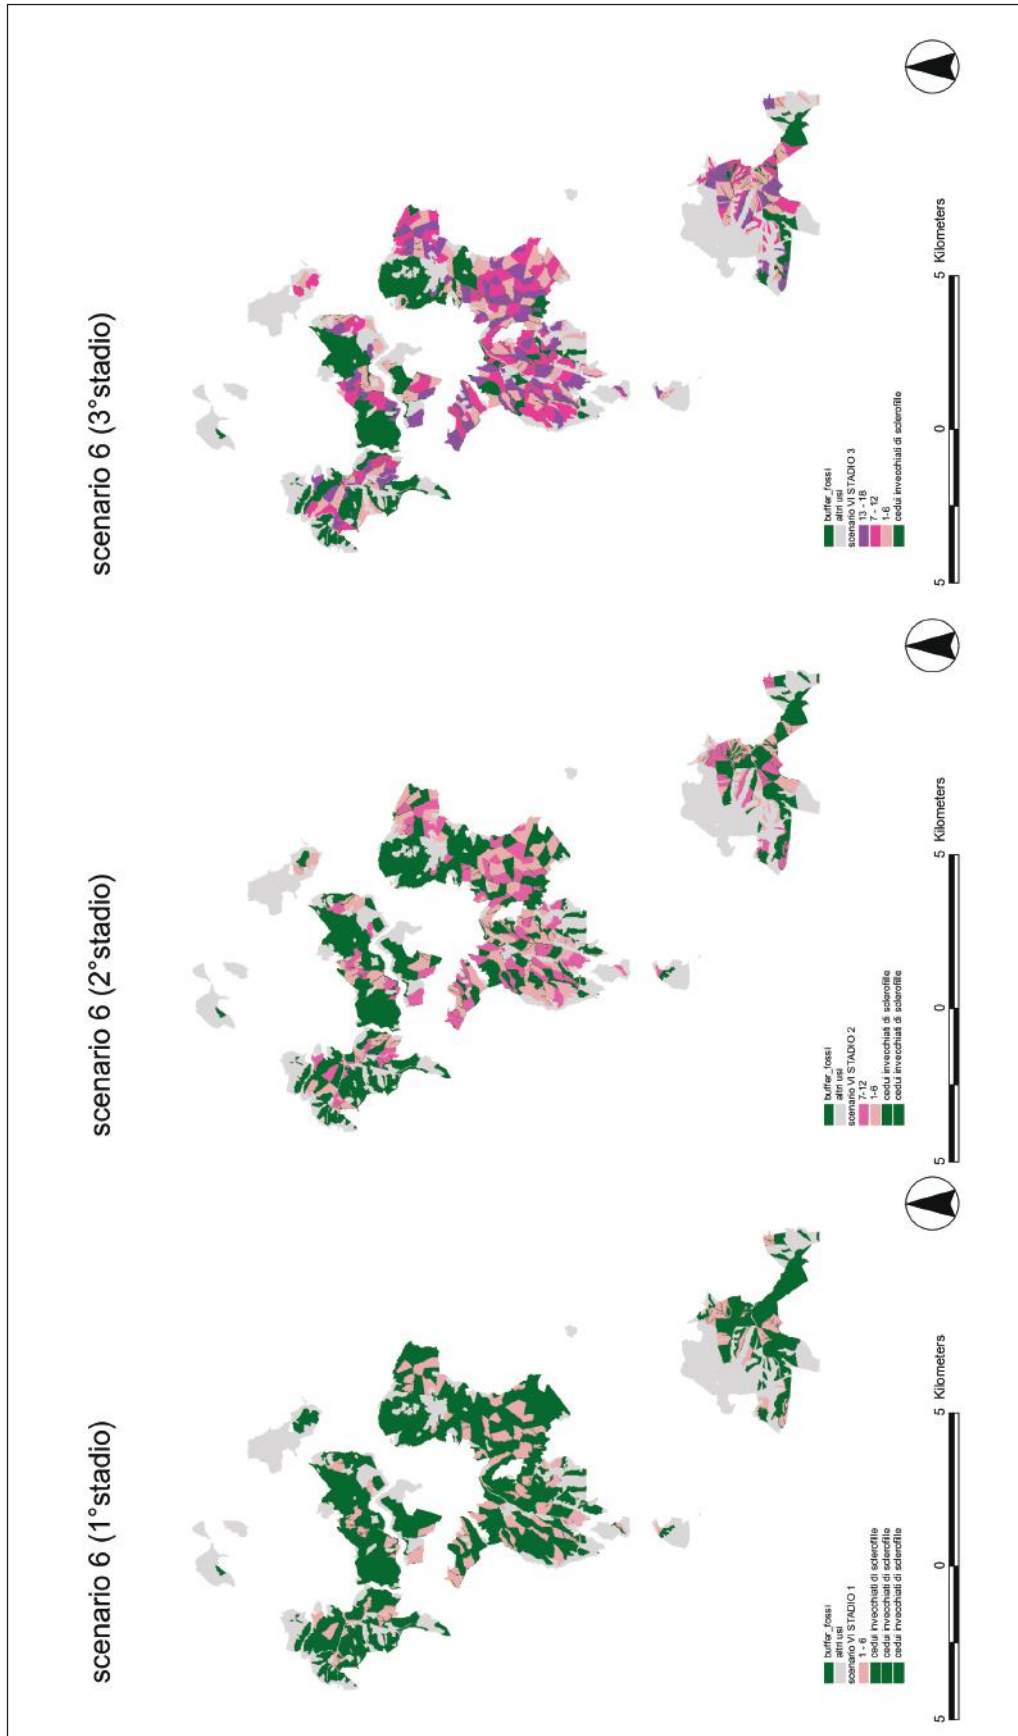 scenario 6 (1°stadio)
buffer_fossi
altri usi
scenario VI STADIO 1
1 - 6
cedui invecchiati di sclerofille
cedui invecchiati di sclerofille
cedui invecchiati di sclerofille
5 0 5 Kilometers
scenario 6 (2°stadio)
buffer_fossi
altri usi
scenario VI STADIO 2
7-12
1-6
cedui invecchiati di sclerofille
cedui invecchiati di sclerofille
5 0 5 Kilometers
scenario 6 (3°stadio)
buffer_fossi
altri usi
scenario VI STADIO 3
13 - 18
7 - 12
1-6
cedui invecchiati di sclerofille
5 0 5 Kilometers